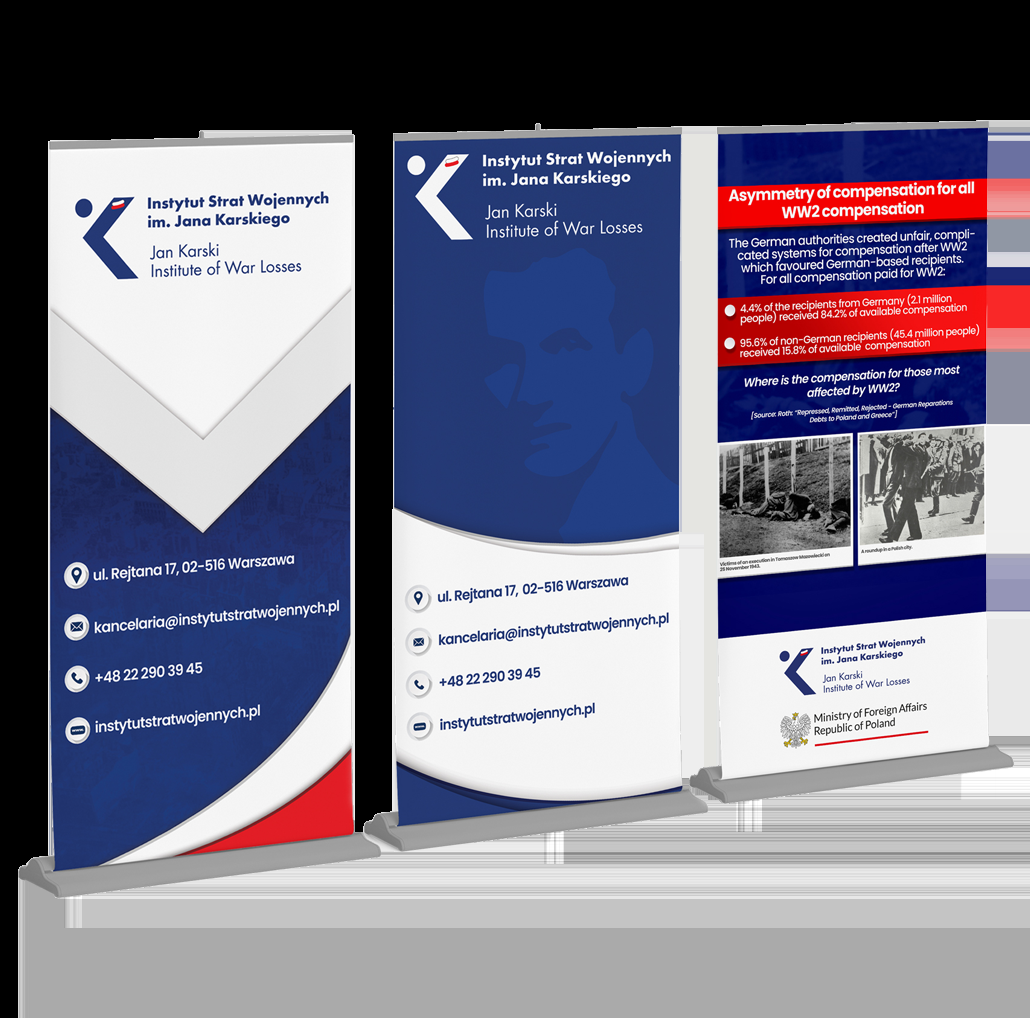 Instytut Strat Wojennych
im. Jana Karskiego
Jan Karski
Institute of War Losses
ul. Rejtana 17, 02-516 Warszawa
kancelaria@instytutstratwojennych.pl
+48 22 290 39 45
www
instytutstratwojennych.pl
Instytut Strat Wojennych
im. Jana Karskiego
Jan Karski
Institute of War Losses
ul. Rejtana 17, 02-516 Warszawa
kancelaria@instytutstratwojennych.pl
+48 22 290 39 45
www
instytutstratwojennych.pl
Asymmetry of compensation for all
WW2 compensation
The German authorities created unfair, compli-
cated systems for compensation after WW2
which favoured German-based recipients.
For all compensation paid for WW2:
4.4% of the recipients from Germany (2.1 million
people) received 84.2% of available compensation
95.6% of non-German recipients (45.4 million people)
received 15.8% of available compensation
Where is the compensation for those most
affected by WW2?
[Source: Roth: "Repressed, Remitted, Rejected - German Reparations
Debts to Poland and Greece"]
Victims of an execution in Tomaszow Mazowiecki on
25 November 1943.
A roundup in a Polish city.
Instytut Strat Wojennych
im. Jana Karskiego
Jan Karski
Institute of War Losses
Ministry of Foreign Affairs
Republic of Poland